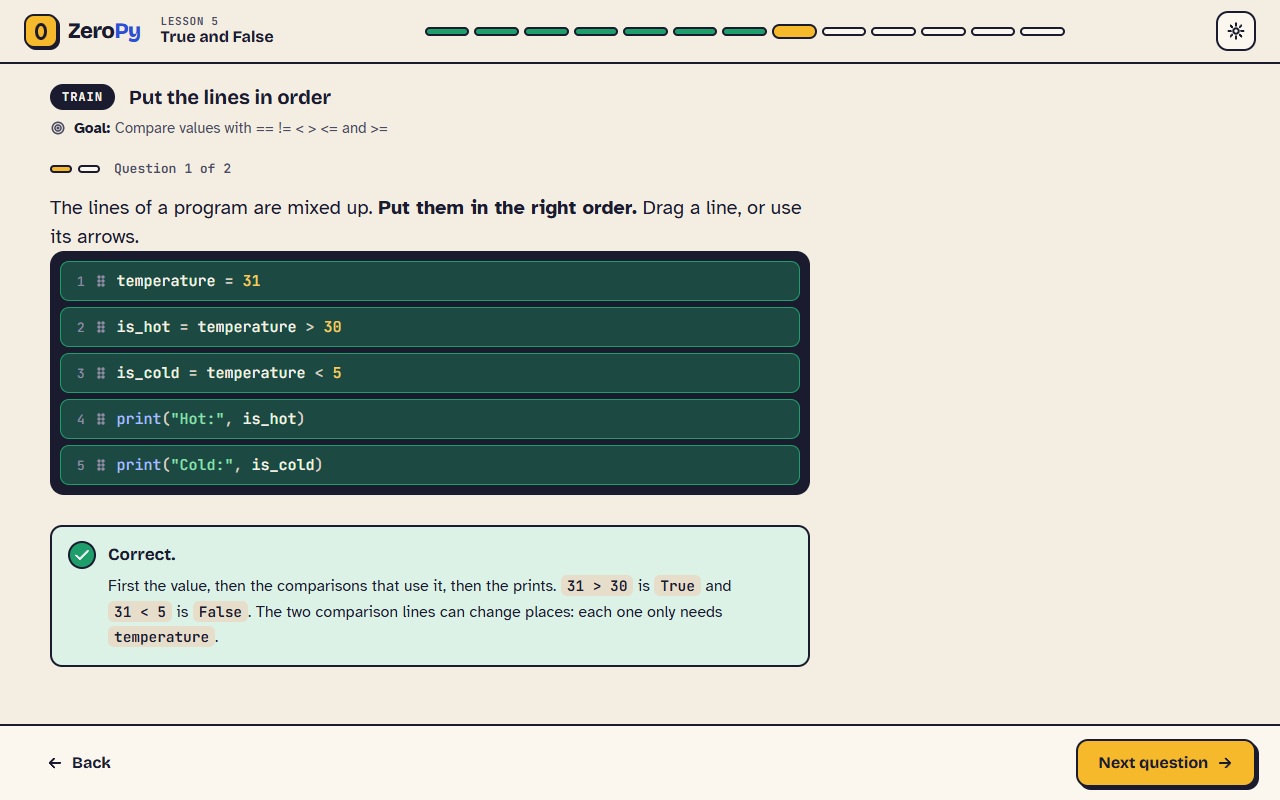 0 ZeroPy
LESSON 5
True and False
TRAIN Put the lines in order
Goal: Compare values with == != < > <= and >=
Question 1 of 2
The lines of a program are mixed up. Put them in the right order. Drag a line, or use
its arrows.
1 temperature = 31
2 is_hot = temperature > 30
3 is_cold = temperature < 5
4 print("Hot:", is_hot)
5 print("Cold:", is_cold)
Correct.
First the value, then the comparisons that use it, then the prints. 31 > 30 is True and
31 < 5 is False. The two comparison lines can change places: each one only needs
temperature.
← Back
Next question →